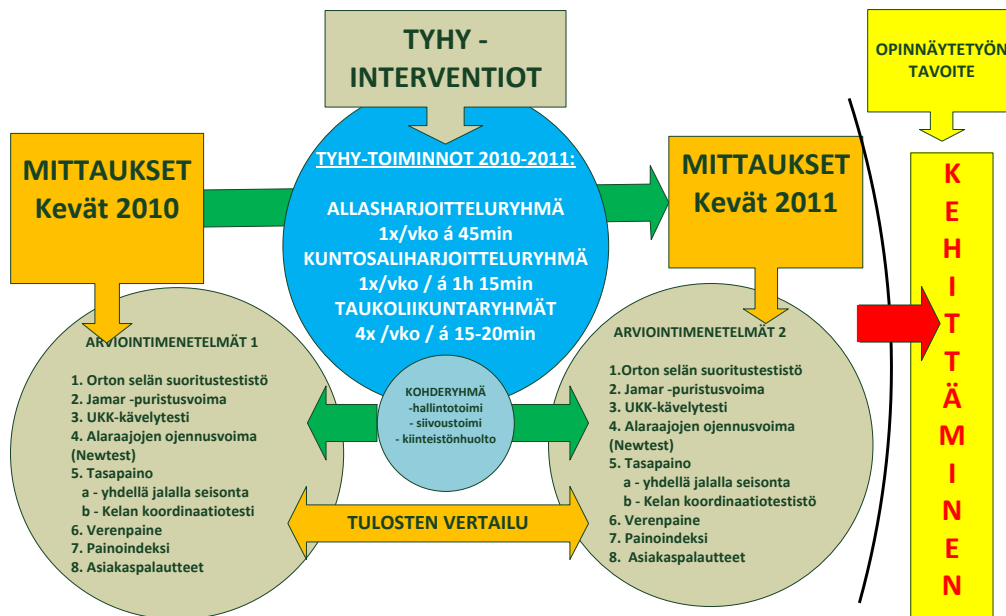 TYHY -
INTERVENTIOT
OPINNÄYTETYÖN
TAVOITE
MITTAUKSET
Kevät 2010
TYHY-TOIMINNOT 2010-2011:
ALLASHARJOITTELURYHMÄ
1x/vko á 45min
KUNTOSALIHARJOITTELURYHMÄ
1x/vko / á 1h 15min
TAUKOLIIKUNTARYHMÄT
4x /vko / á 15-20min
MITTAUKSET
Kevät 2011
K
E
H
I
T
T
Ä
M
I
N
E
N
ARVIOINTIMENETELMÄT 1
1. Orton selän suoritustestistö
2. Jamar -puristusvoima
3. UKK-kävelytesti
4. Alaraajojen ojennusvoima
(Newtest)
5. Tasapaino
a - yhdellä jalalla seisonta
b - Kelan koordinaatiotesti
6. Verenpaine
7. Painoindeksi
8. Asiakaspalautteet
KOHDERYHMÄ
-hallintotoimi
- siivoustoimi
- kiinteistönhuolto
ARVIOINTIMENETELMÄT 2
1.Orton selän suoritustestistö
2. Jamar -puristusvoima
3. UKK-kävelytesti
4. Alaraajojen ojennusvoima
(Newtest)
5. Tasapaino
a - yhdellä jalalla seisonta
b - Kelan koordinaatiotestistö
6. Verenpaine
7. Painoindeksi
8. Asiakaspalautteet
TULOSTEN VERTAILU